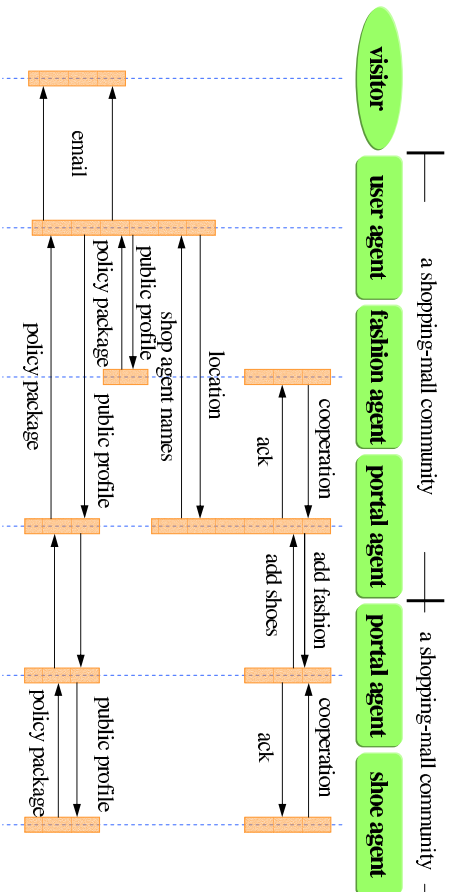 a shopping-mall community
a shopping-mall community
visitor
user agent
fashion agent
portal agent
portal agent
shoe agent
cooperation
cooperation
ack
ack
add fashion
add shoes
location
shop agent names
public profile
policy package
email
public profile
policy package
public profile
policy package